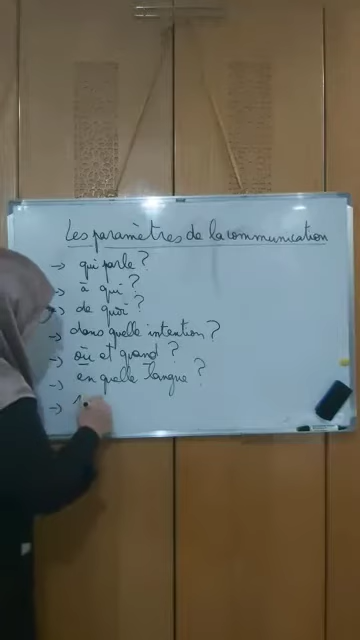 Les paramètres de la communication
→ qui parle ?
→ à qui ?
→ de quoi ?
→ dans quelle intention ?
→ où et quand ?
→ en quelle langue ?
→